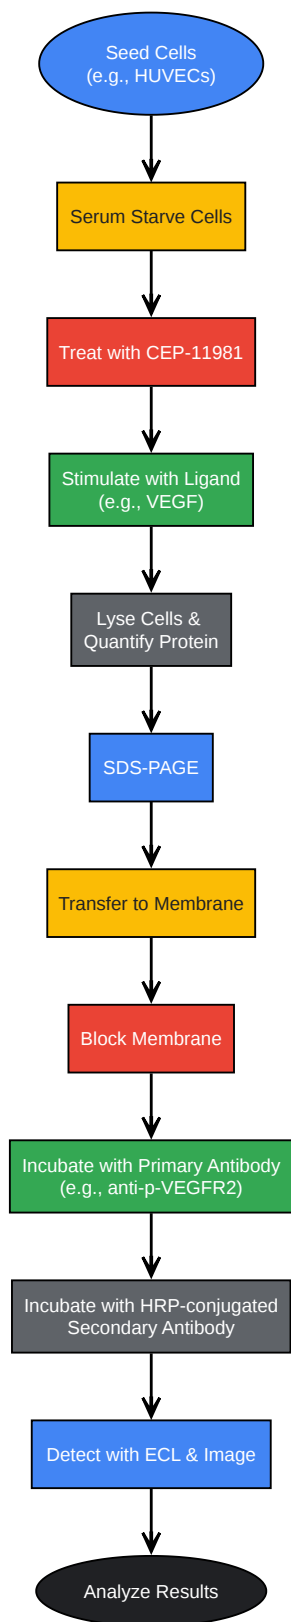 Seed Cells
(e.g., HUVECs)
Serum Starve Cells
Treat with CEP-11981
Stimulate with Ligand
(e.g., VEGF)
Lyse Cells &
Quantify Protein
SDS-PAGE
Transfer to Membrane
Block Membrane
Incubate with Primary Antibody
(e.g., anti-p-VEGFR2)
Incubate with HRP-conjugated
Secondary Antibody
Detect with ECL & Image
Analyze Results